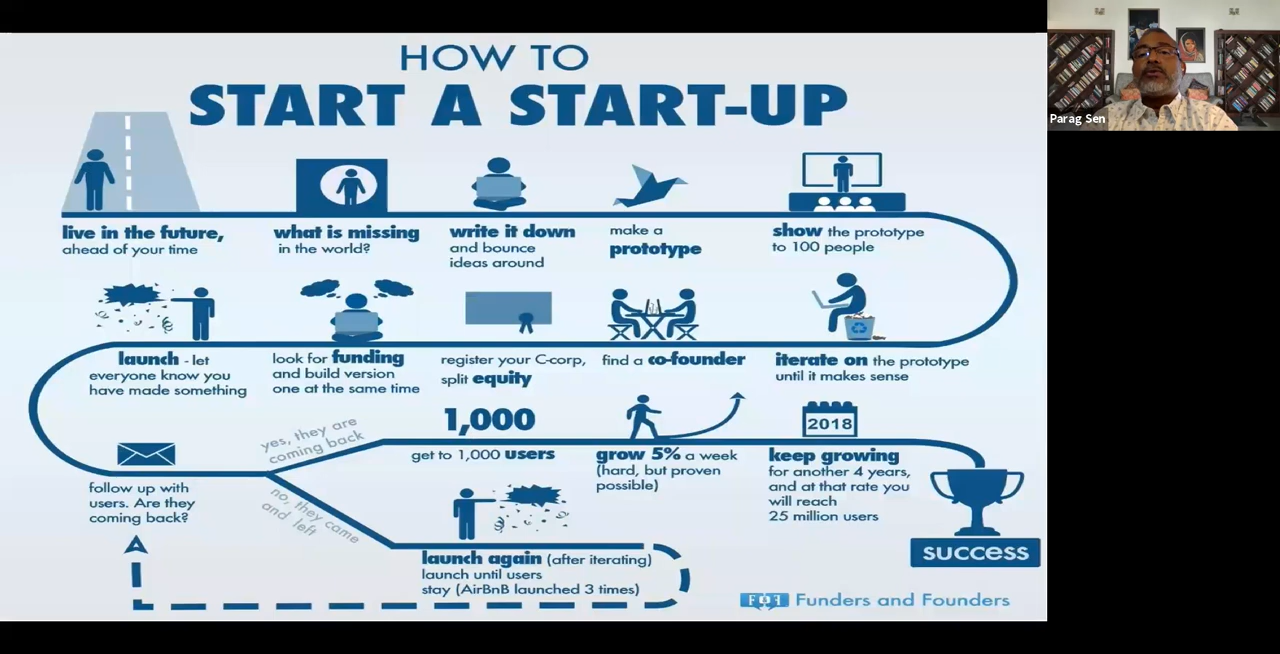 HOW TO
START A START-UP
Parag Sen
live in the future,
ahead of your time
what is missing
in the world?
write it down
and bounce
ideas around
make a
prototype
show the prototype
to 100 people
launch - let
everyone know you
have made something
look for funding
and build version
one at the same time
register your C-corp,
split equity
find a co-founder
iterate on the prototype
until it makes sense
follow up with
users. Are they
coming back?
yes, they are
coming back
no, they came
and left
1,000
get to 1,000 users
grow 5% a week
(hard, but proven
possible)
2018
keep growing
for another 4 years,
and at that rate you
will reach
25 million users
success
launch again (after iterating)
launch until users
stay (AirBnB launched 3 times)
Funders and Founders